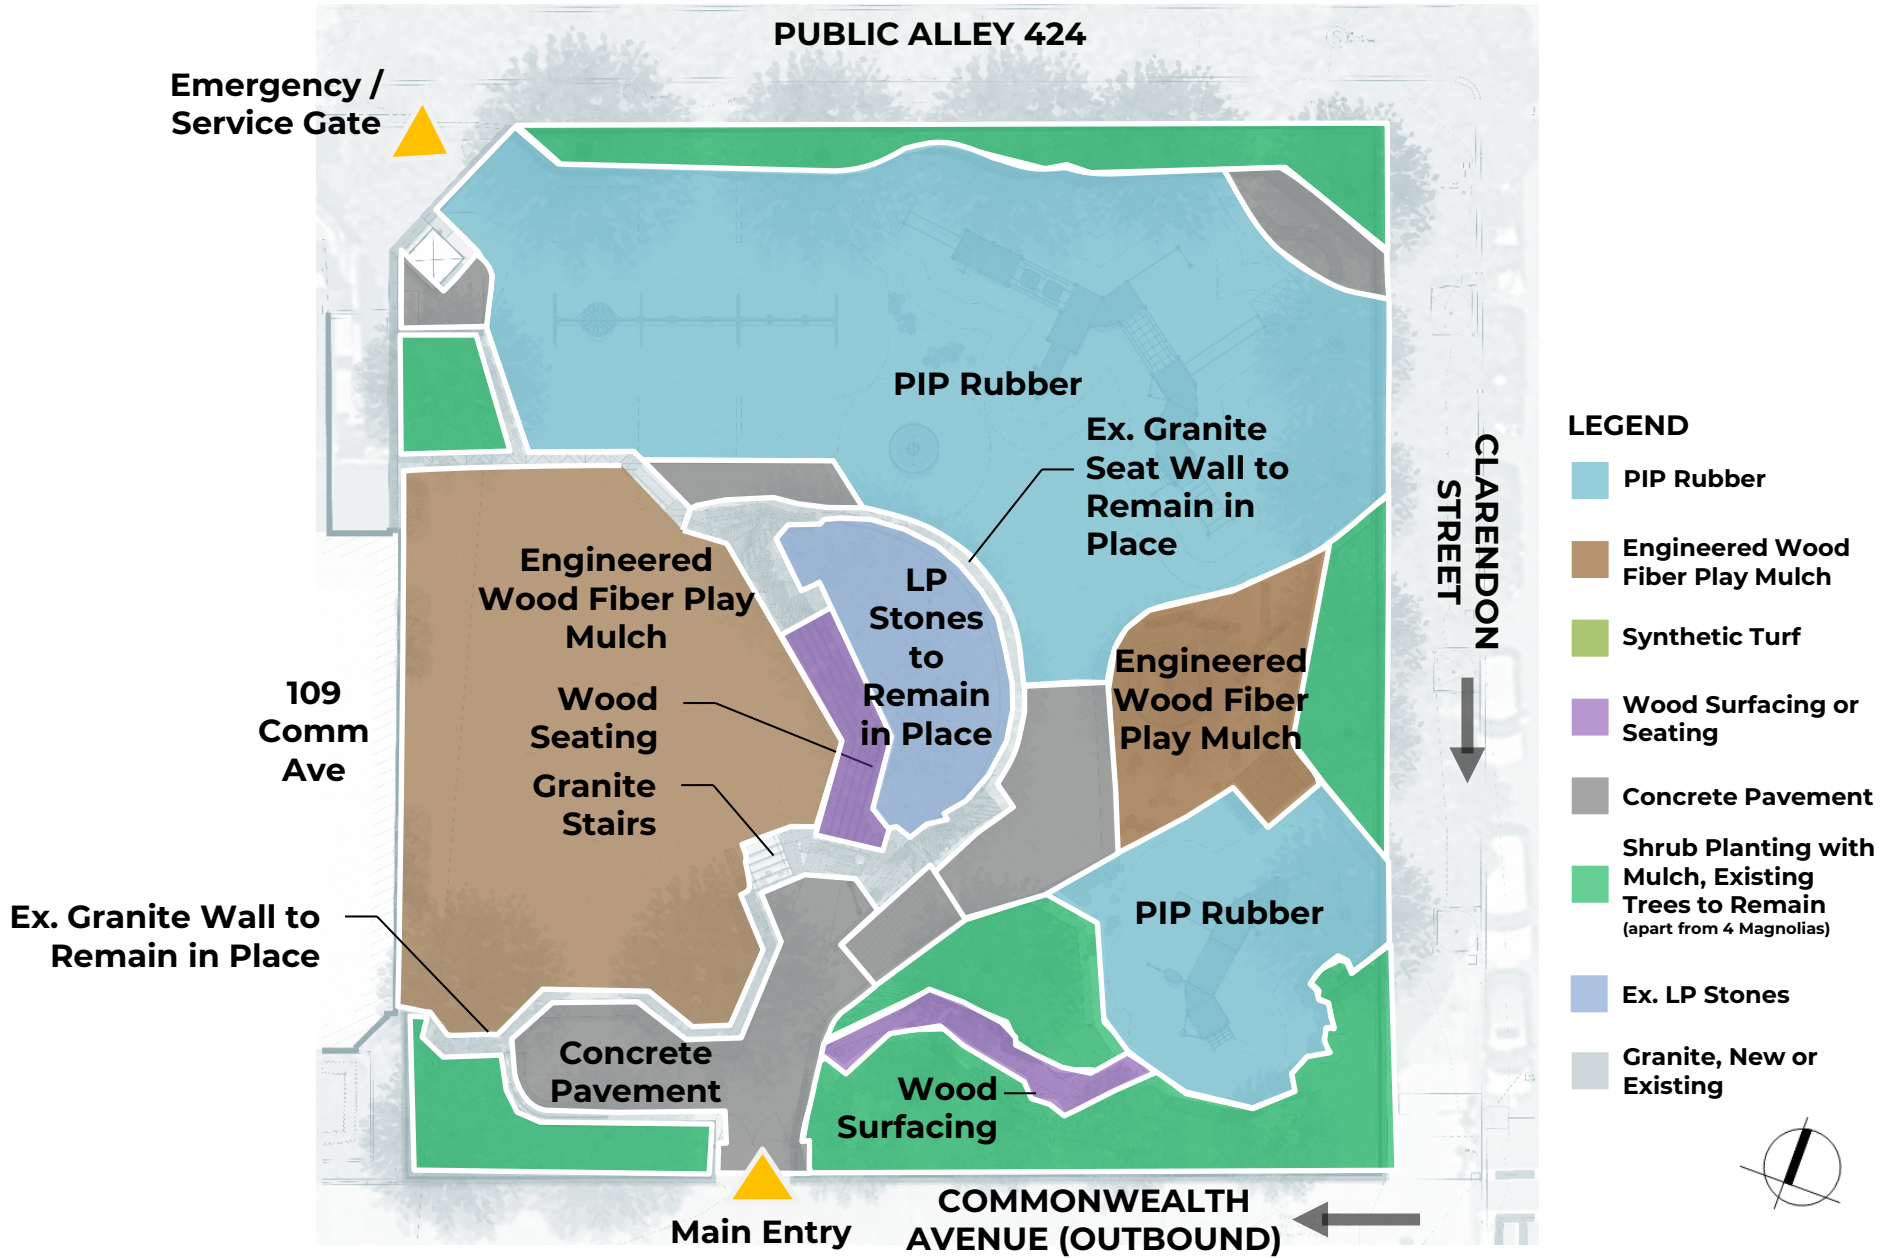 PUBLIC ALLEY 424
Emergency /
Service Gate
PIP Rubber
Ex. Granite
Seat Wall to
Remain in
Place
CLARENDON
STREET
Engineered
Wood Fiber Play
Mulch
LP
Stones
to
Remain
in Place
Engineered
Wood Fiber
Play Mulch
109
Comm
Ave
Wood
Seating
Granite
Stairs
Ex. Granite Wall to
Remain in Place
PIP Rubber
Concrete
Pavement
Wood
Surfacing
Main Entry
COMMONWEALTH
AVENUE (OUTBOUND)
LEGEND
PIP Rubber
Engineered Wood
Fiber Play Mulch
Synthetic Turf
Wood Surfacing or
Seating
Concrete Pavement
Shrub Planting with
Mulch, Existing
Trees to Remain
(apart from 4 Magnolias)
Ex. LP Stones
Granite, New or
Existing